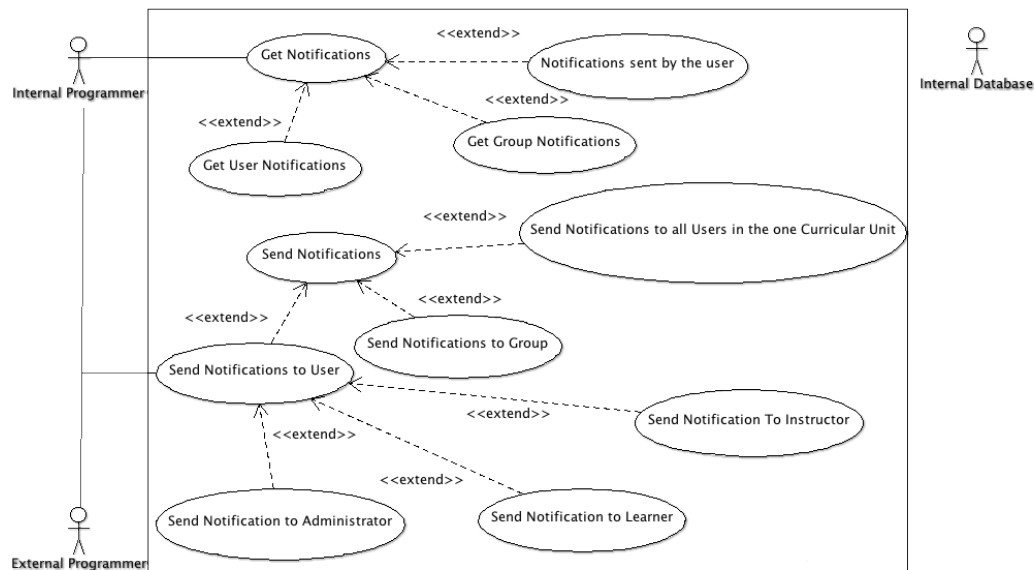 <<extend>>
Get Notifications
Notifications sent by the user
Internal Programmer
Internal Database
<<extend>>
<<extend>>
Get Group Notifications
Get User Notifications
<<extend>>
Send Notifications to all Users in the one Curricular Unit
Send Notifications
<<extend>>
<<extend>>
Send Notifications to Group
Send Notifications to User
<<extend>>
Send Notification To Instructor
<<extend>>
<<extend>>
Send Notification to Administrator
Send Notification to Learner
External Programmer